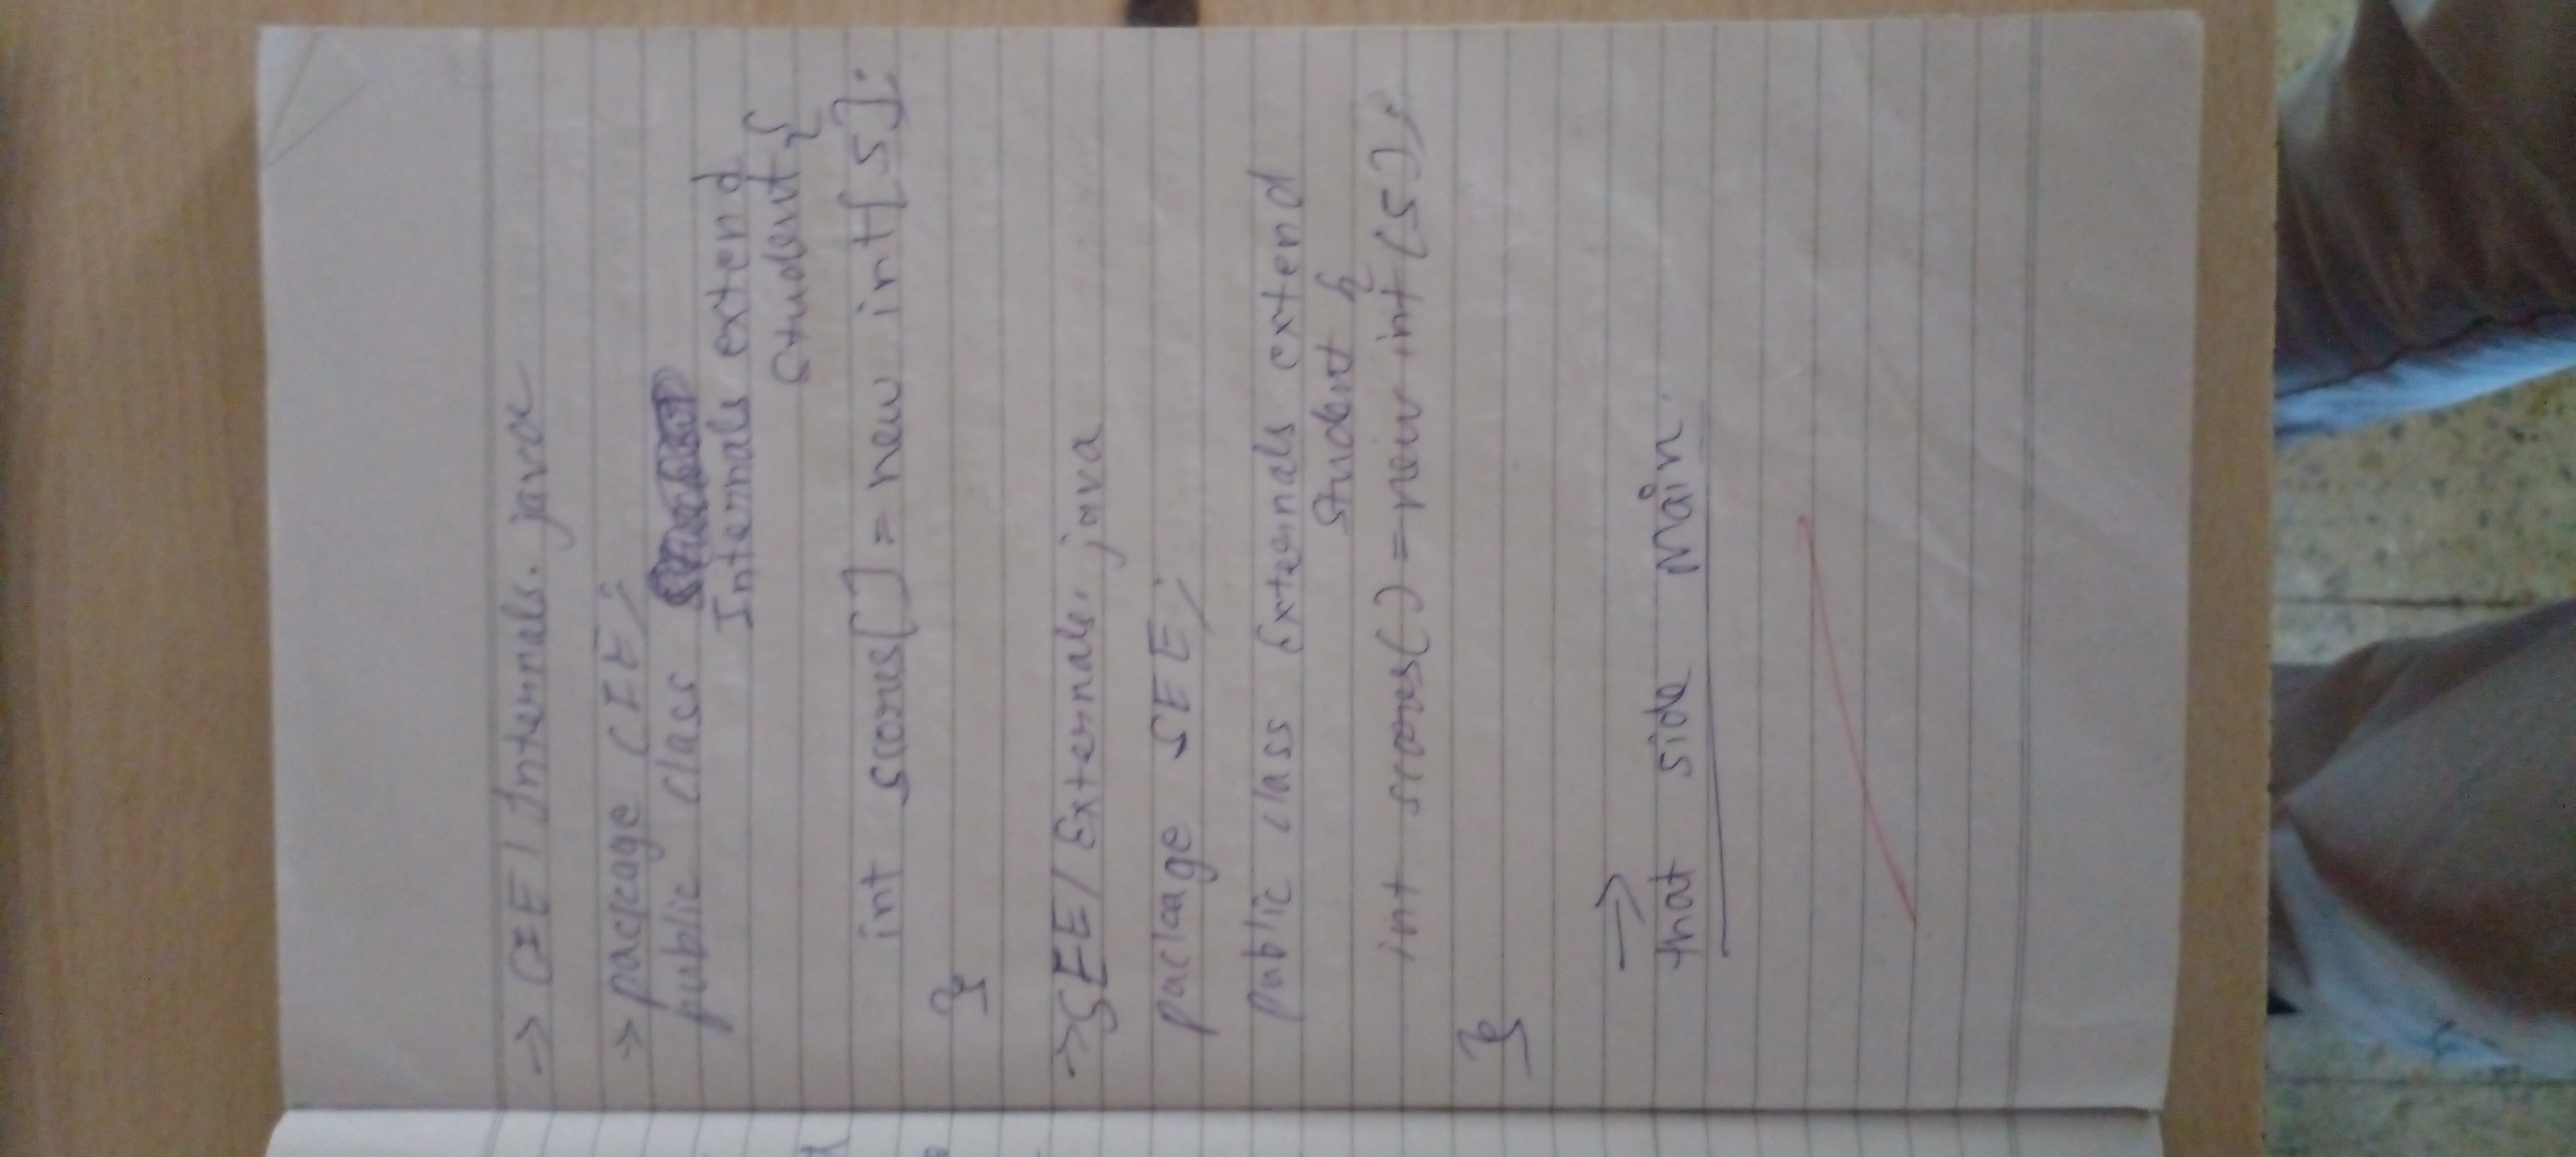 -> CIE / Internals. java
-> package CIE;
public class
Internals extend
Student {
int scores[] = new int[5];
}
-> SEE / Externals. java
package SEE;
public class Externals extend
Student {
int scores() = new int(5);
}
->
that side main.